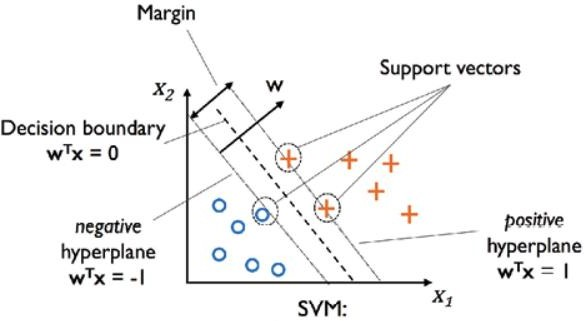 Margin
w
Support vectors
X₂
Decision boundary
wᵀx = 0
negative
hyperplane
wᵀx = -1
positive
hyperplane
wᵀx = 1
X₁
SVM: